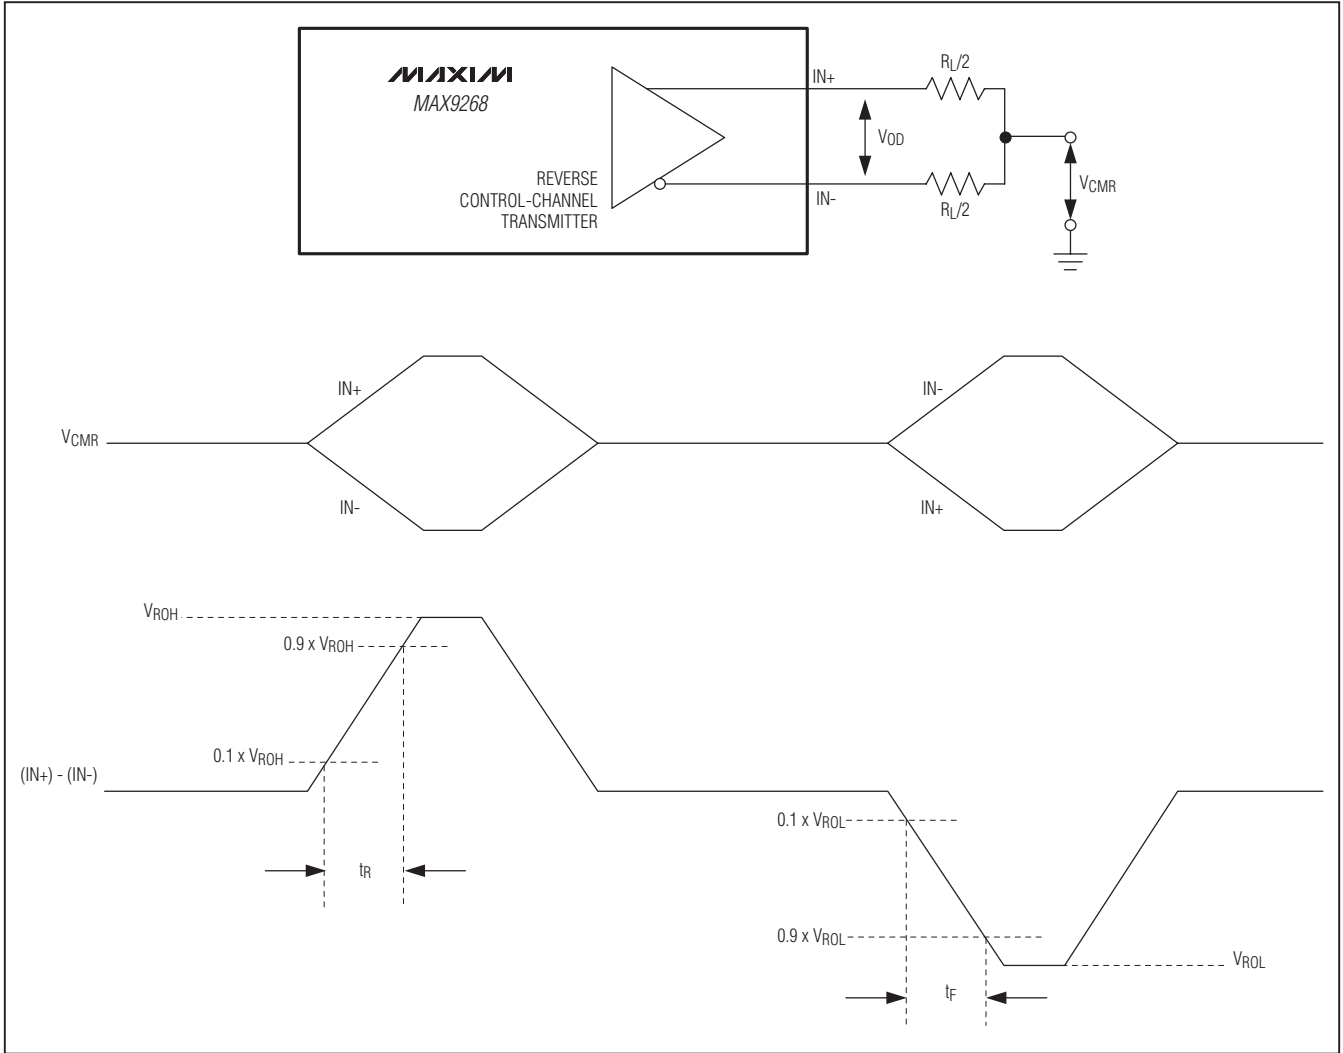 MAXIM
MAX9268
REVERSE
CONTROL-CHANNEL
TRANSMITTER
IN+
IN-
VOD
RL/2
RL/2
VCMR
VCMR
IN+
IN-
IN-
IN+
VROH
0.9 x VROH
0.1 x VROH
(IN+) - (IN-)
tR
0.1 x VROL
0.9 x VROL
VROL
tF